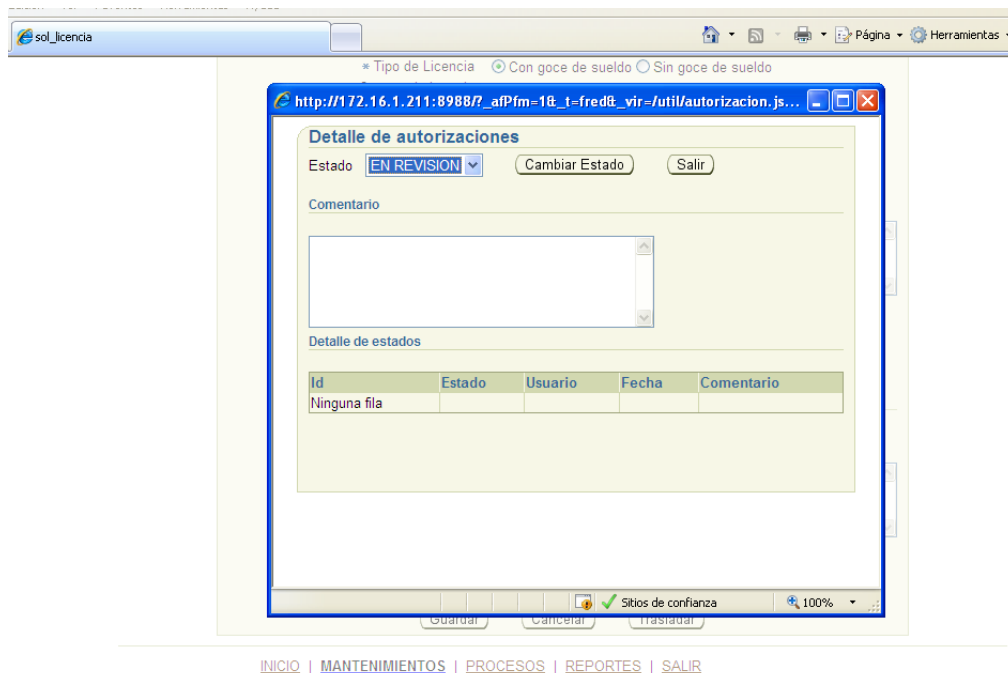 sol_licencia
Página
Herramientas
* Tipo de Licencia Con goce de sueldo Sin goce de sueldo
http://172.16.1.211:8988/?_afPfm=1&_t=fred&_vir=/util/autorizacion.js...
Detalle de autorizaciones
Estado EN REVISION Cambiar Estado Salir
Comentario
Detalle de estados
Id Estado Usuario Fecha Comentario
Ninguna fila
Sitios de confianza 100%
Guardar Cancelar Trasladar
INICIO | MANTENIMIENTOS | PROCESOS | REPORTES | SALIR